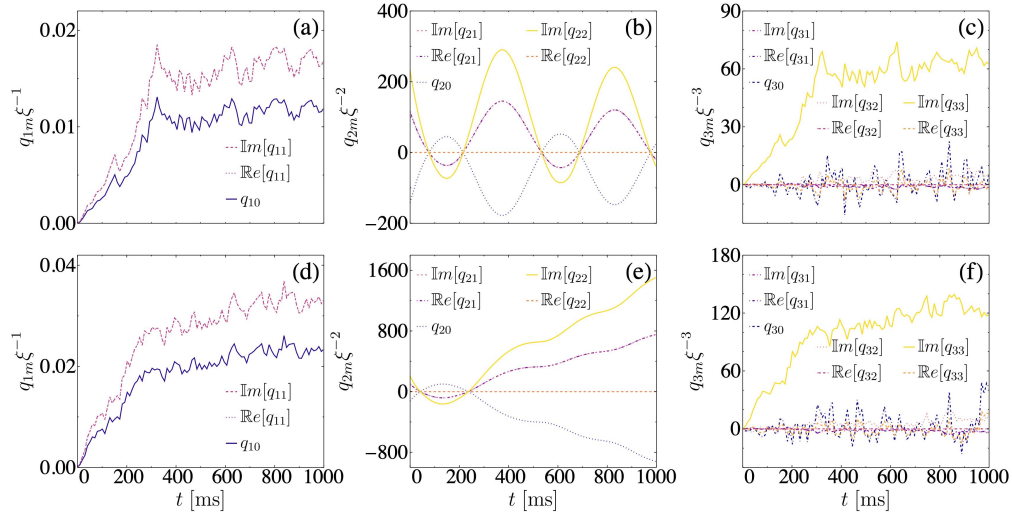 (a)
0.02
0.01
0.00
q₁ₘξ⁻¹
𝕀m[q₁₁]
ℝe[q₁₁]
q₁₀
(b)
400
200
0
−200
q₂ₘξ⁻²
𝕀m[q₂₁] 𝕀m[q₂₂]
ℝe[q₂₁] ℝe[q₂₂]
q₂₀
(c)
90
60
30
0
q₃ₘξ⁻³
𝕀m[q₃₁]
ℝe[q₃₁]
q₃₀
𝕀m[q₃₂] 𝕀m[q₃₃]
ℝe[q₃₂] ℝe[q₃₃]
(d)
0.04
0.02
0.00
q₁ₘξ⁻¹
𝕀m[q₁₁]
ℝe[q₁₁]
q₁₀
0 200 400 600 800 1000
t [ms]
(e)
1600
800
0
−800
q₂ₘξ⁻²
𝕀m[q₂₁] 𝕀m[q₂₂]
ℝe[q₂₁] ℝe[q₂₂]
q₂₀
0 200 400 600 800 1000
t [ms]
(f)
180
120
60
0
q₃ₘξ⁻³
𝕀m[q₃₁]
ℝe[q₃₁]
q₃₀
𝕀m[q₃₂] 𝕀m[q₃₃]
ℝe[q₃₂] ℝe[q₃₃]
0 200 400 600 800 1000
t [ms]